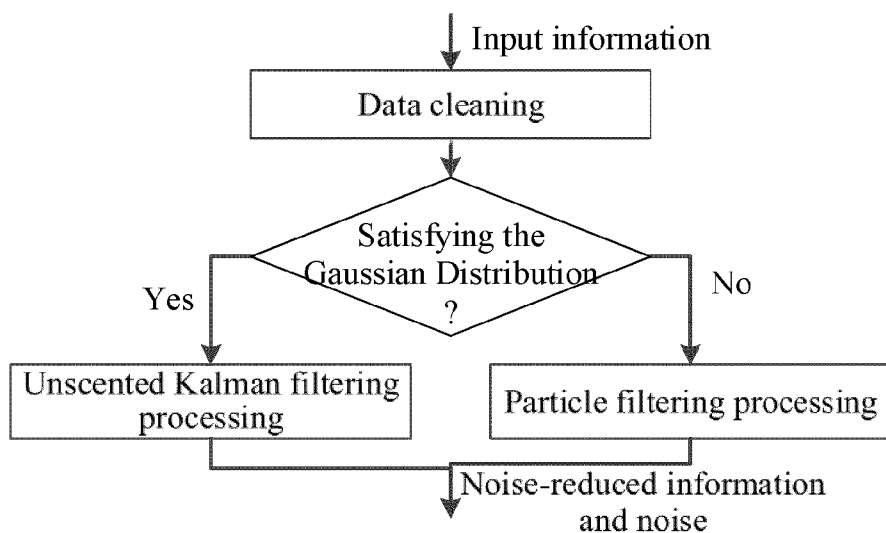 Input information
Data cleaning
Satisfying the
Gaussian Distribution
?
Yes
No
Unscented Kalman filtering
processing
Particle filtering processing
Noise-reduced information
and noise